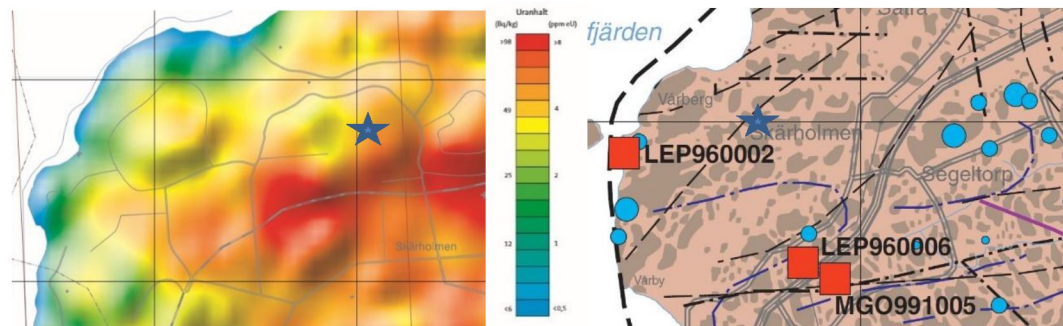 Skärholmen
Uranhalt
(Bq/kg) (ppm eU)
>98 >8
49 4
25 2
12 1
<6 <0,5
fjärden
Sätra
Vårberg
Skärholmen
LEP960002
Segeltorp
LEP960006
Vårby
MGO991005